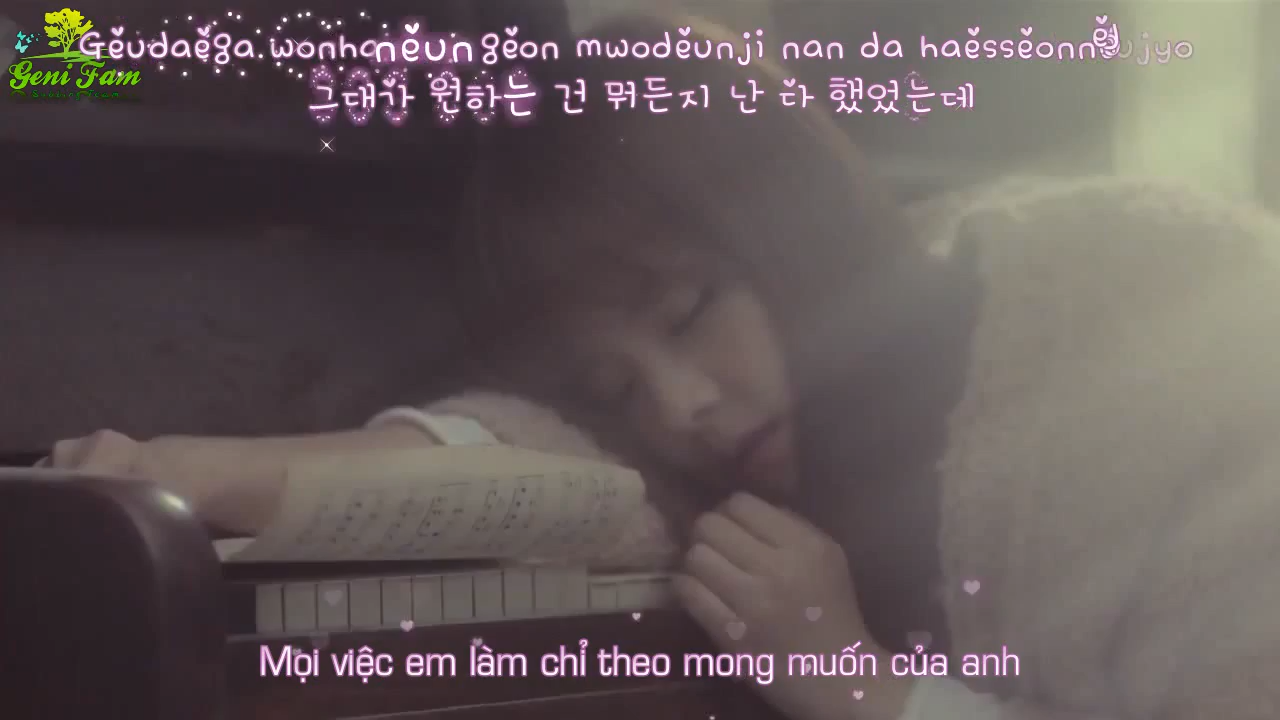 Geudaega wonhaneun geon mwodeunji nan da haesseonneujyo
그대가 원하는 건 뭐든지 난 다 했었는데
Geni Fam
Mọi việc em làm chỉ theo mong muốn của anh